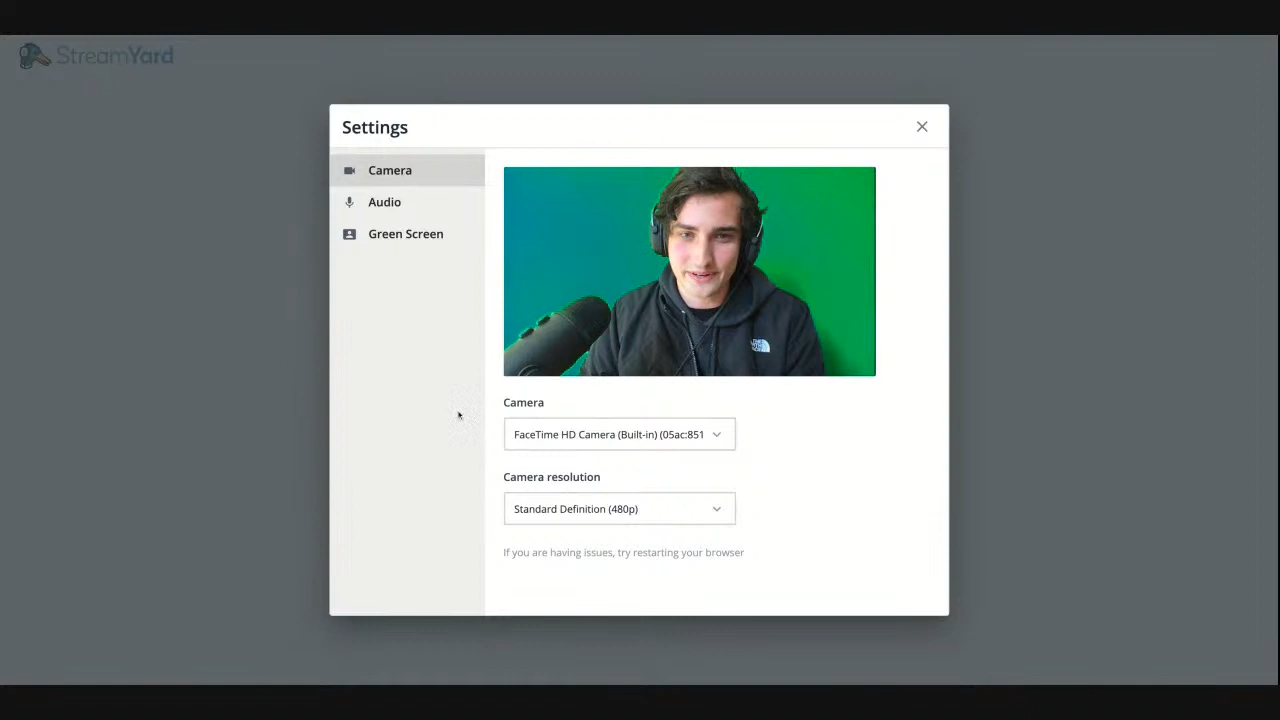 StreamYard
Settings
Camera
Audio
Green Screen
Camera
FaceTime HD Camera (Built-in) (05ac:851
Camera resolution
Standard Definition (480p)
If you are having issues, try restarting your browser